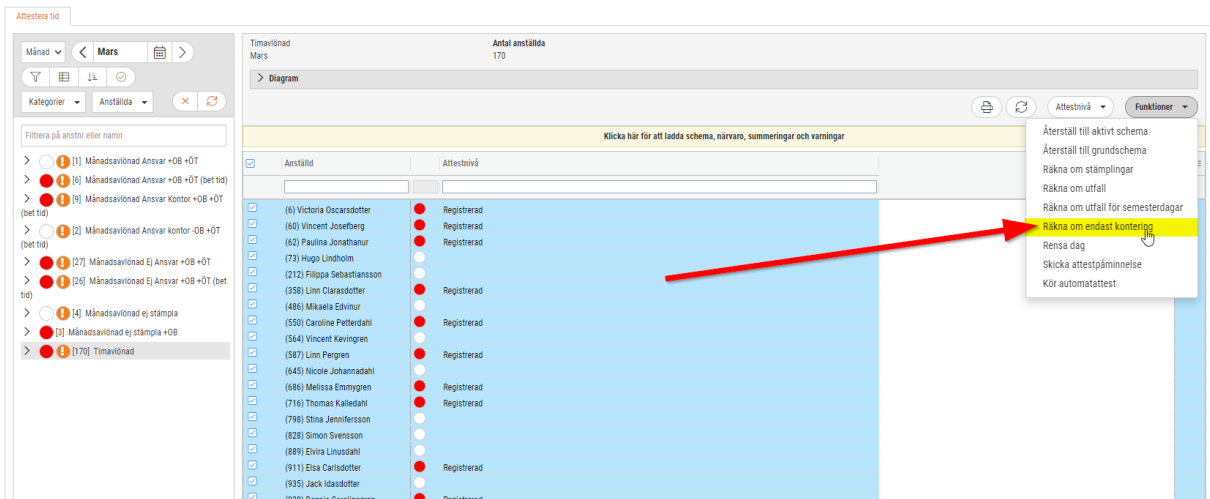 Attestera tid
Månad
Mars
Kategorier
Anställda
Filtrera på anstnr eller namn
[1] Månadsavlönad Ansvar +OB +ÖT
[6] Månadsavlönad Ansvar +OB +ÖT (bet tid)
[9] Månadsavlönad Ansvar Kontor +OB +ÖT
(bet tid)
[2] Månadsavlönad Ansvar kontor -OB +ÖT
(bet tid)
[27] Månadsavlönad Ej Ansvar +OB +ÖT
[26] Månadsavlönad Ej Ansvar +OB +ÖT (bet
tid)
[4] Månadsavlönad ej stämpla
[3] Månadsavlönad ej stämpla +OB
[170] Timavlönad
Timavlönad Antal anställda
Mars 170
Diagram
Attestnivå Funktioner
Klicka här för att ladda schema, närvaro, summeringar och varningar
Anställd Attestnivå
(6) Victoria Oscarsdotter Registrerad
(60) Vincent Josefberg Registrerad
(62) Paulina Jonathanur Registrerad
(73) Hugo Lindholm
(212) Filippa Sebastiansson
(358) Linn Clarasdotter Registrerad
(486) Mikaela Edvinur
(550) Caroline Petterdahl Registrerad
(564) Vincent Kevingren
(587) Linn Pergren Registrerad
(645) Nicole Johannadahl
(686) Melissa Emmygren Registrerad
(716) Thomas Kalledahl Registrerad
(798) Stina Jennifersson
(828) Simon Svensson
(889) Elvira Linusdahl
(911) Elsa Carlsdotter Registrerad
(935) Jack Idasdotter
Återställ till aktivt schema
Återställ till grundschema
Räkna om stämplingar
Räkna om utfall
Räkna om utfall för semesterdagar
Räkna om endast kontering
Rensa dag
Skicka attestpåminnelse
Kör automatattest